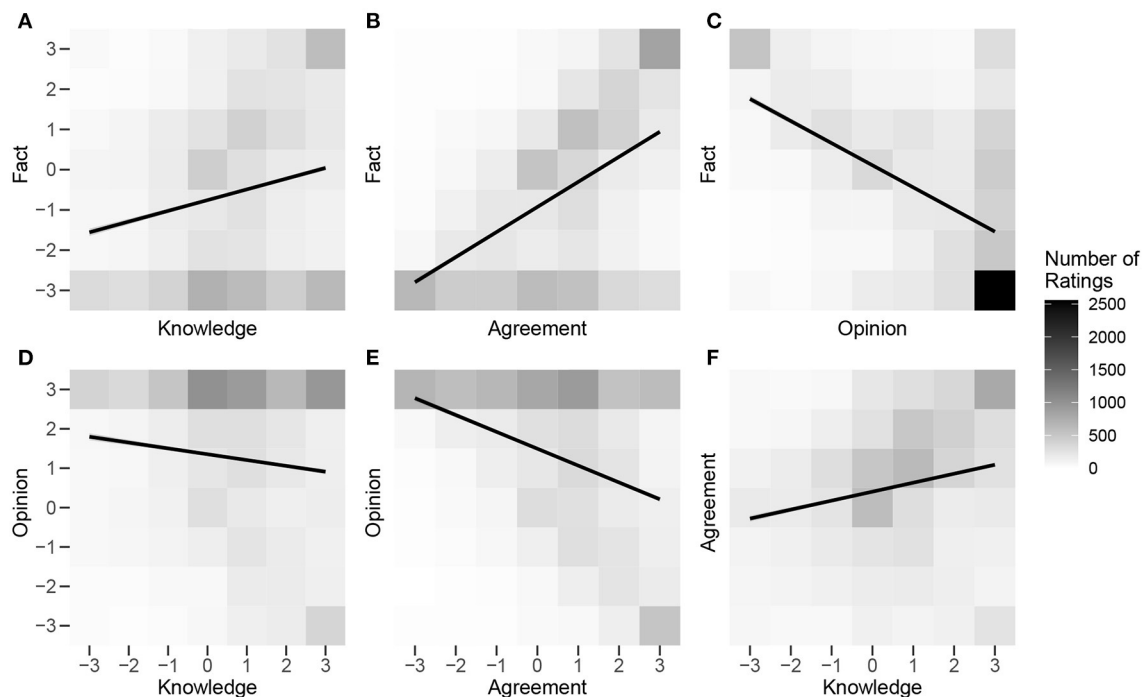 A
B
C
Fact
3
2
1
0
−1
−2
−3
Knowledge
Fact
Agreement
Fact
Opinion
Number of
Ratings
2500
2000
1500
1000
500
0
D
E
F
Opinion
3
2
1
0
−1
−2
−3
−3 −2 −1 0 1 2 3
Knowledge
Opinion
−3 −2 −1 0 1 2 3
Agreement
Agreement
−3 −2 −1 0 1 2 3
Knowledge